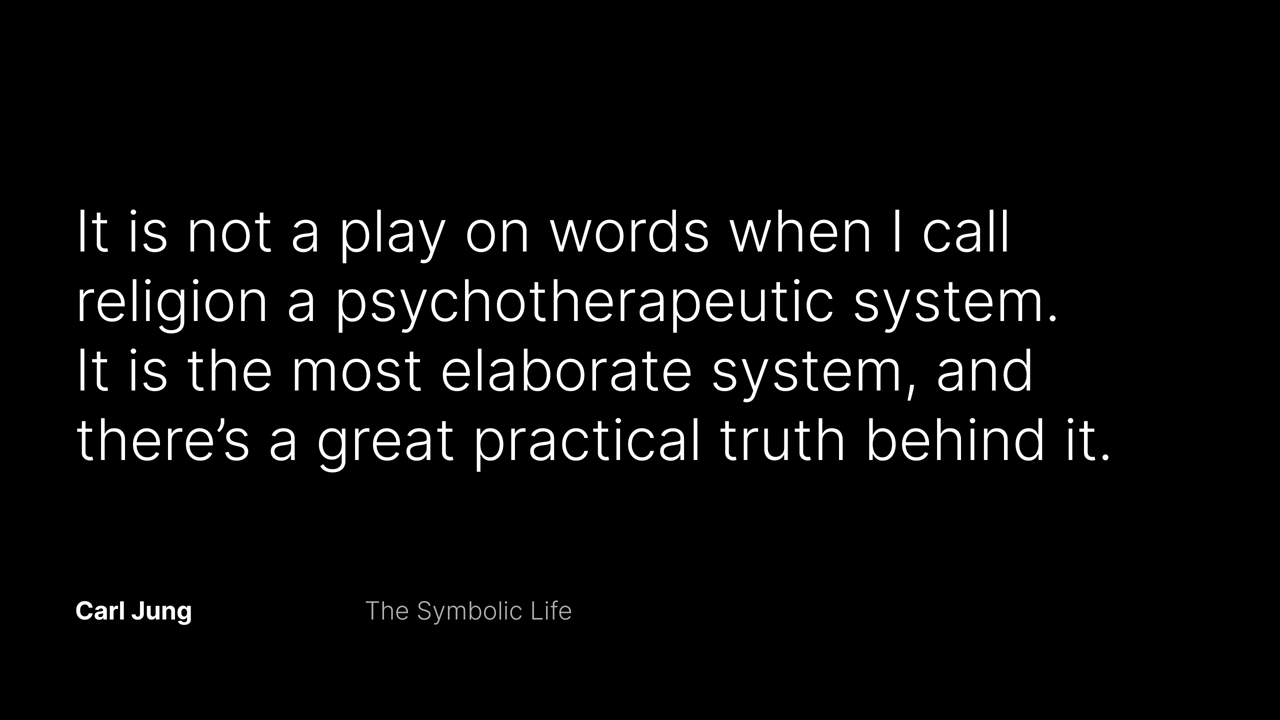 It is not a play on words when I call
religion a psychotherapeutic system.
It is the most elaborate system, and
there’s a great practical truth behind it.
Carl Jung
The Symbolic Life